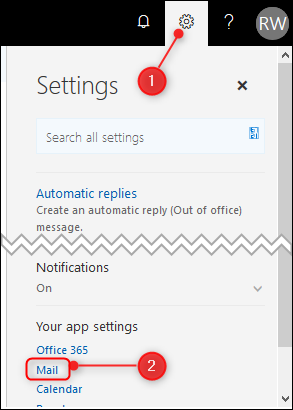 ? RW
1
Settings ×
Search all settings
Automatic replies
Create an automatic reply (Out of office)
message.
Notifications
On
Your app settings
Office 365
Mail 2
Calendar